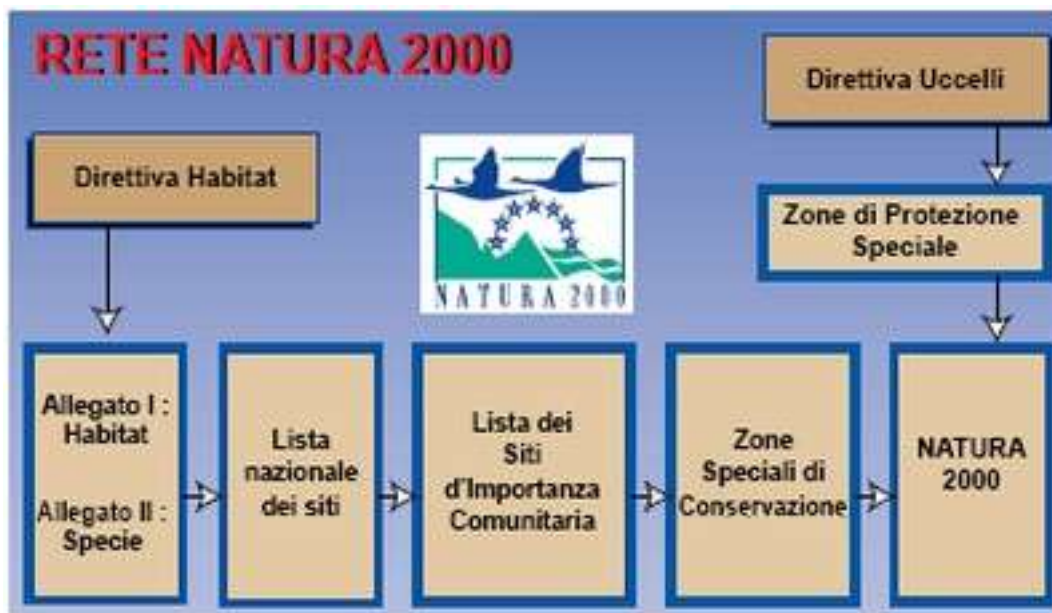 RETE NATURA 2000
Direttiva Uccelli
Direttiva Habitat
Zone di Protezione
Speciale
NATURA 2000
Allegato I :
Habitat
Allegato II :
Specie
Lista
nazionale
dei siti
Lista dei
Siti
d'Importanza
Comunitaria
Zone
Speciali di
Conservazione
NATURA
2000